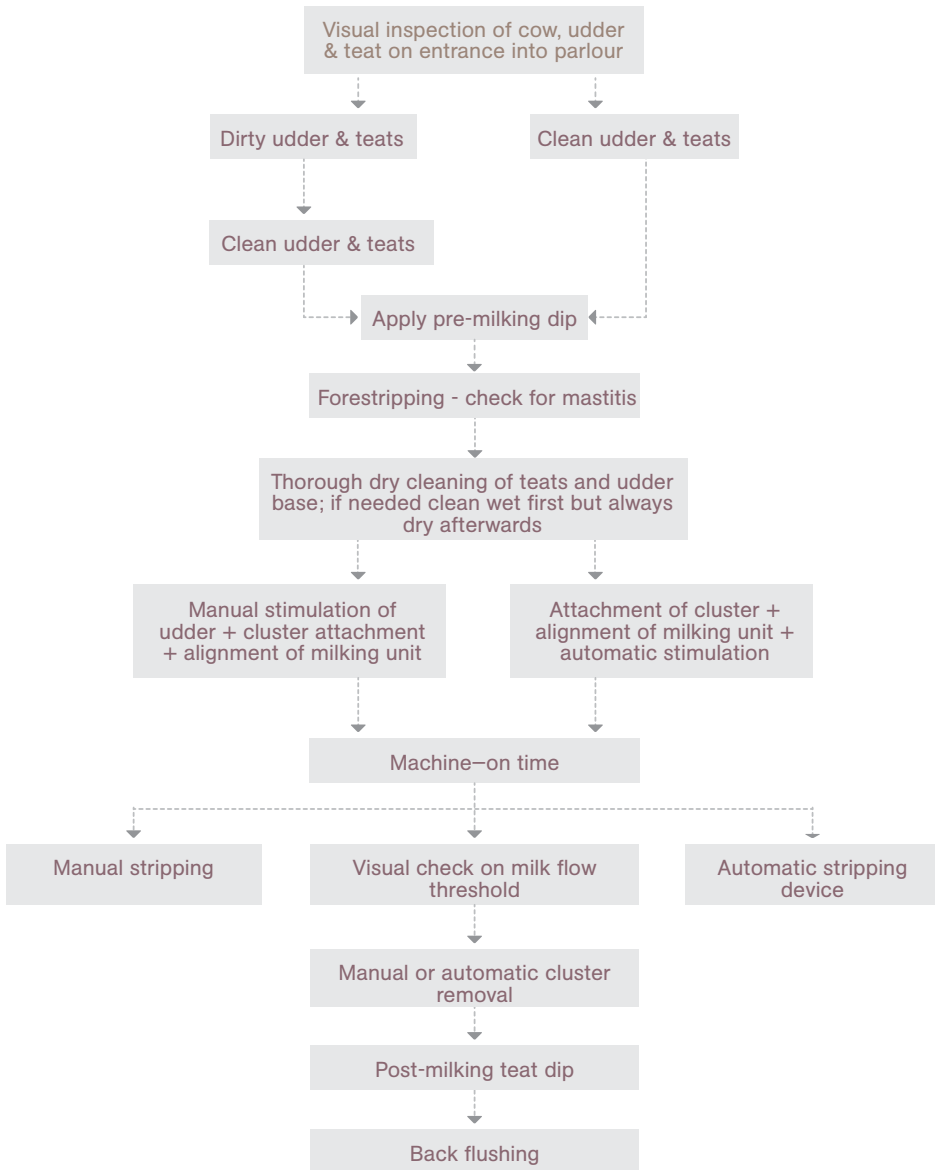 Visual inspection of cow, udder
& teat on entrance into parlour
Dirty udder & teats
Clean udder & teats
Clean udder & teats
Apply pre-milking dip
Forestripping - check for mastitis
Thorough dry cleaning of teats and udder
base; if needed clean wet first but always
dry afterwards
Manual stimulation of
udder + cluster attachment
+ alignment of milking unit
Attachment of cluster +
alignment of milking unit +
automatic stimulation
Machine–on time
Manual stripping
Visual check on milk flow
threshold
Automatic stripping
device
Manual or automatic cluster
removal
Post-milking teat dip
Back flushing